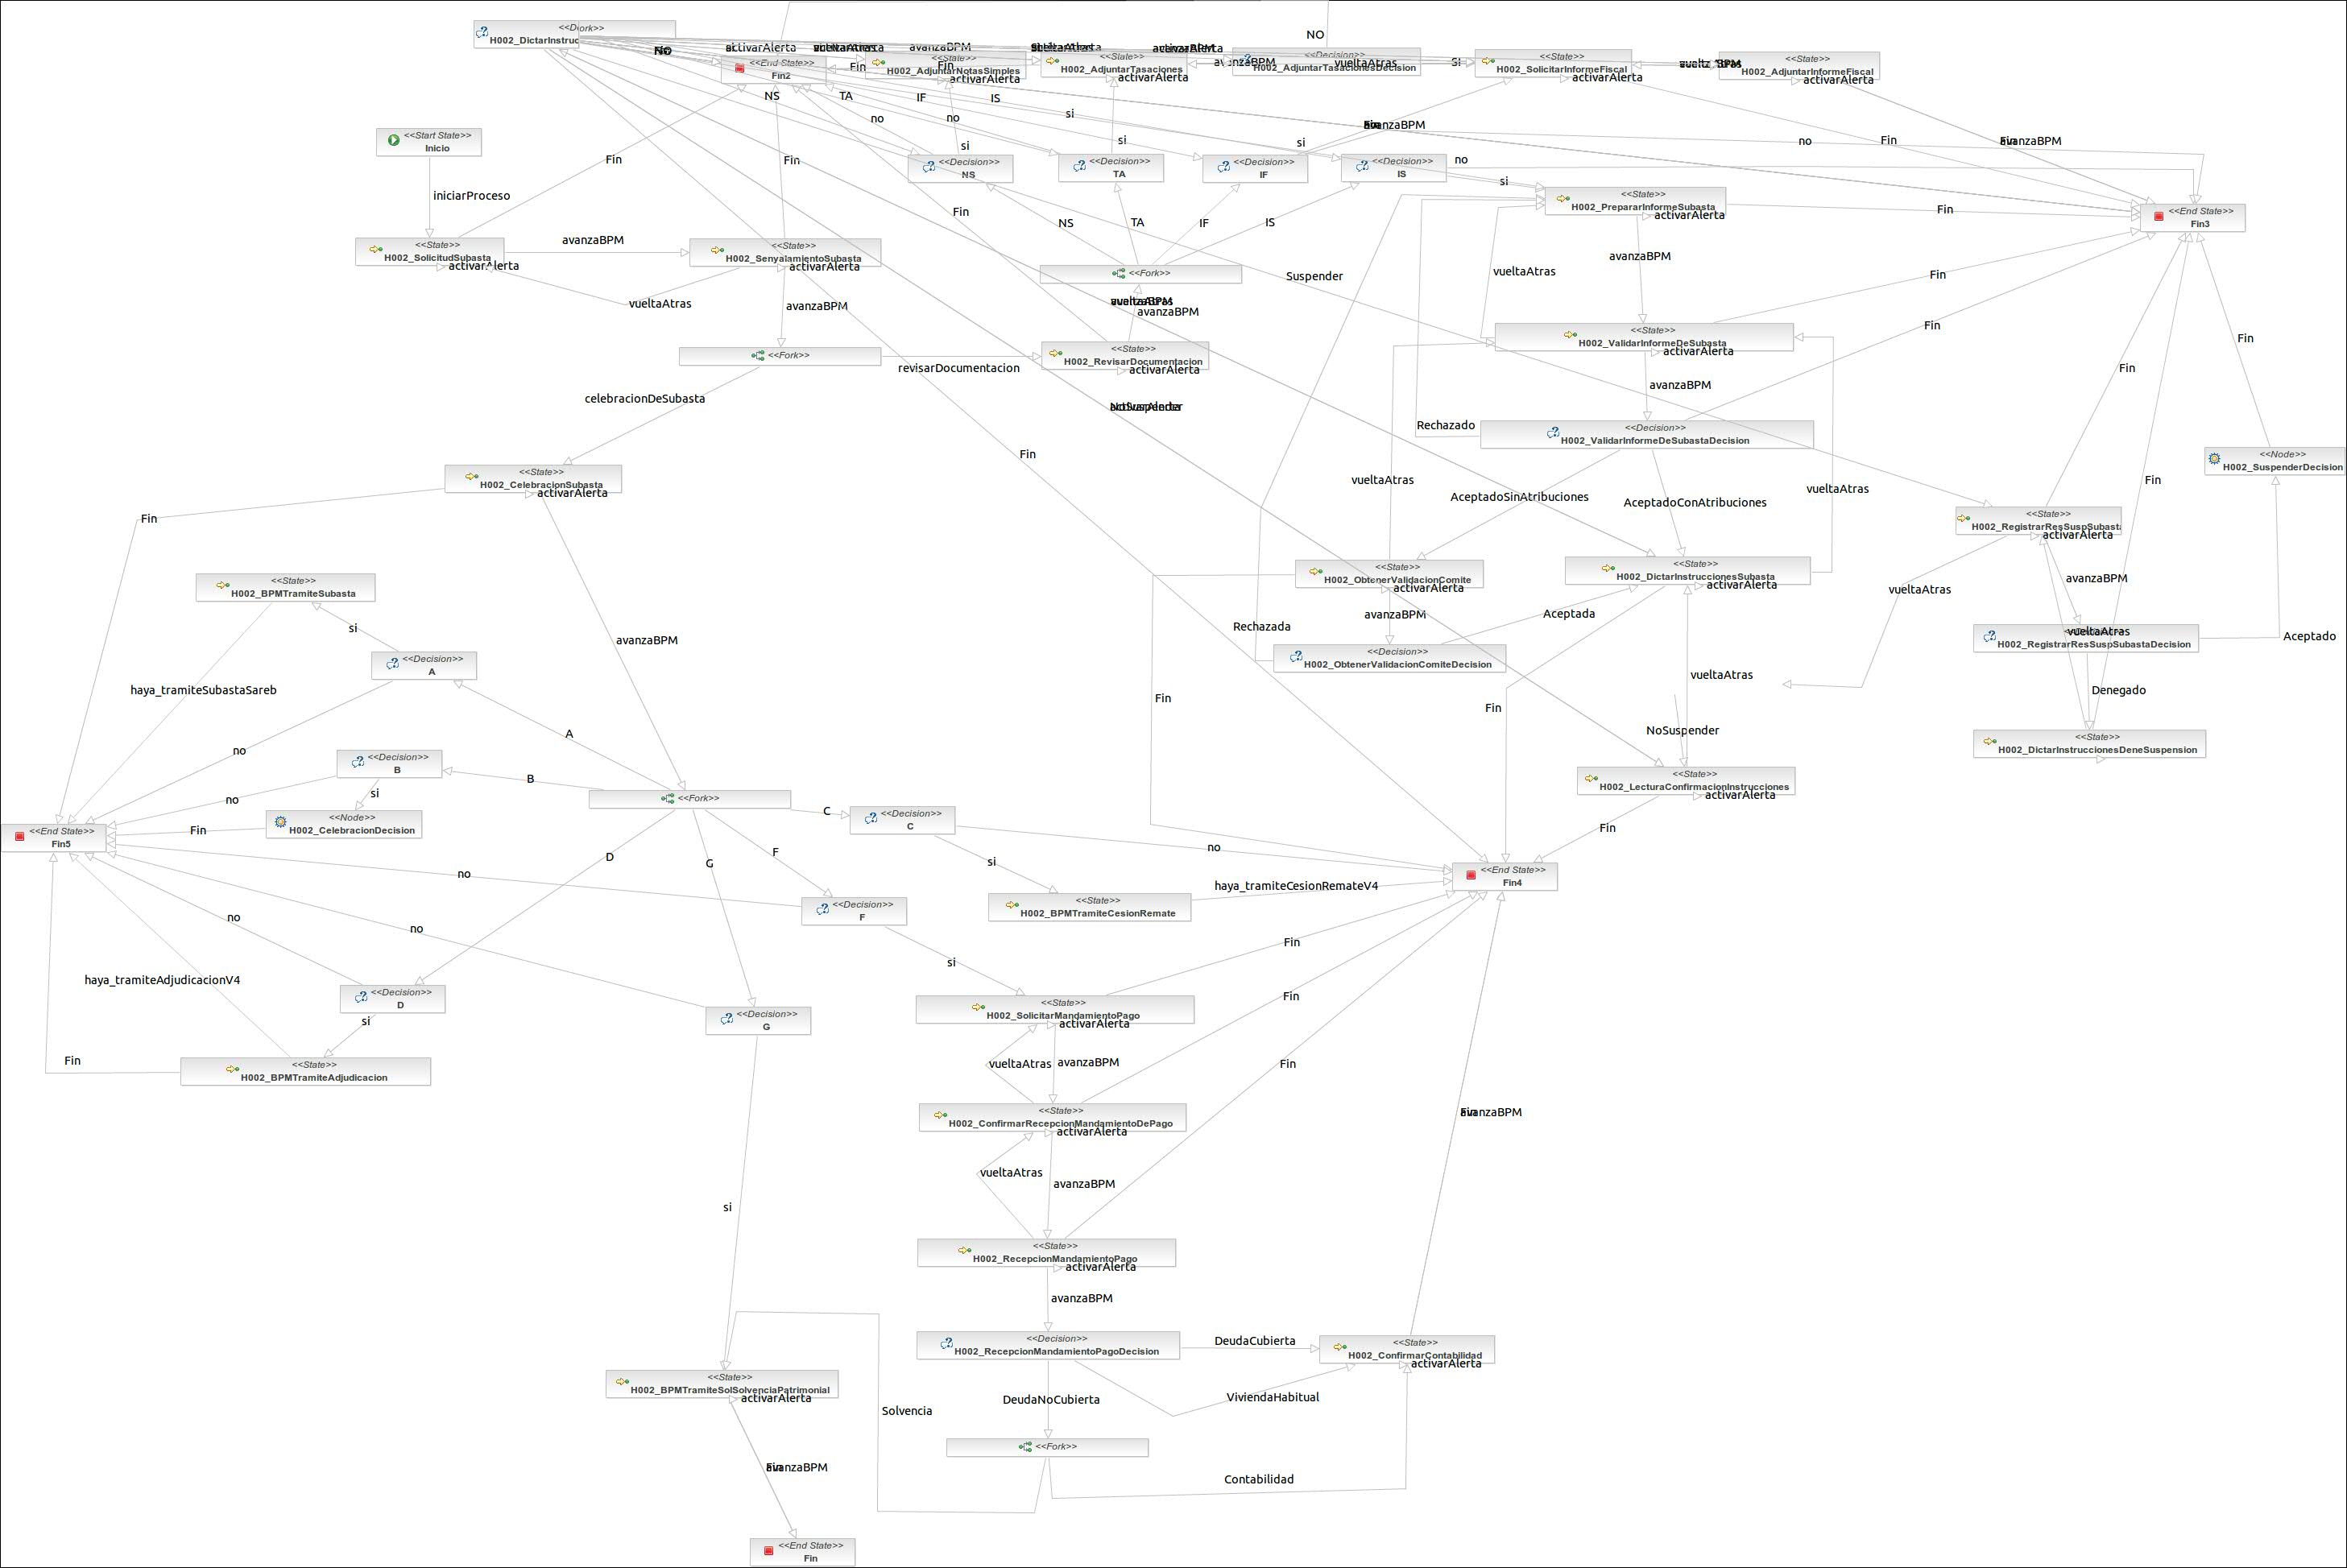 <<Dork>>
H002_DictarInstruc
NO
activarAlerta
avanzaBPM
activarAlerta
NO
<<End State>>
Fin2
Fin
<<State>>
H002_AdjuntarNotasSimples
Fin
activarAlerta
<<State>>
H002_AdjuntarTasaciones
activarAlerta
avanzaBPM
<<Decision>>
H002_AdjuntarTasacionesDecision
vueltaAtras
SI
<<State>>
H002_SolicitarInformeFiscal
activarAlerta
<<State>>
H002_AdjuntarInformeFiscal
activarAlerta
NS
TA
IF
IS
no
no
si
avanzaBPM
<<Start State>>
Inicio
Fin
Fin
si
si
si
no
Fin
avanzaBPM
<<Decision>>
NS
<<Decision>>
TA
<<Decision>>
IF
<<Decision>>
IS
no
si
iniciarProceso
Fin
NS
TA
IF
IS
<<State>>
H002_PrepararInformeSubasta
activarAlerta
Fin
<<End State>>
Fin3
<<State>>
H002_SolicitudSubasta
activarAlerta
avanzaBPM
<<State>>
H002_SenyalamientoSubasta
activarAlerta
<<Fork>>
Suspender
vueltaAtras
avanzaBPM
Fin
vueltaAtras
avanzaBPM
avanzaBPM
<<Fork>>
revisarDocumentacion
<<State>>
H002_RevisarDocumentacion
activarAlerta
<<State>>
H002_ValidarInformeDeSubasta
activarAlerta
Fin
Fin
Fin
celebracionDeSubasta
avanzaBPM
Rechazado
<<Decision>>
H002_ValidarInformeDeSubastaDecision
Fin
<<Node>>
H002_SuspenderDecision
<<State>>
H002_CelebracionSubasta
activarAlerta
Fin
vueltaAtras
AceptadoSinAtribuciones
AceptadoConAtribuciones
vueltaAtras
Fin
<<State>>
H002_RegistrarResSuspSubasta
activarAlerta
<<State>>
H002_BPMTramiteSubasta
<<State>>
H002_ObtenerValidacionComite
activarAlerta
<<State>>
H002_DictarInstruccionesSubasta
activarAlerta
vueltaAtras
avanzaBPM
si
avanzaBPM
Rechazada
avanzaBPM
Aceptada
vueltaAtras
<<Decision>>
H002_RegistrarResSuspSubastaDecision
Aceptado
<<Decision>>
A
<<Decision>>
H002_ObtenerValidacionComiteDecision
vueltaAtras
haya_tramiteSubastaSareb
Fin
Fin
Denegado
no
A
NoSuspender
<<State>>
H002_DictarInstruccionesDeneSuspension
<<Decision>>
B
B
si
no
<<State>>
H002_LecturaConfirmacionInstrucciones
activarAlerta
<<Fork>>
C
<<Decision>>
C
<<End State>>
Fin5
Fin
<<Node>>
H002_CelebracionDecision
Fin
D
G
F
si
no
<<End State>>
Fin4
no
haya_tramiteCesionRemateV4
<<State>>
H002_BPMTramiteCesionRemate
<<Decision>>
F
no
no
si
Fin
haya_tramiteAdjudicacionV4
<<Decision>>
D
si
<<Decision>>
G
<<State>>
H002_SolicitarMandamientoPago
activarAlerta
Fin
Fin
<<State>>
H002_BPMTramiteAdjudicacion
vueltaAtras
avanzaBPM
Fin
<<State>>
H002_ConfirmarRecepcionMandamientoDePago
activarAlerta
avanzaBPM
vueltaAtras
avanzaBPM
si
<<State>>
H002_RecepcionMandamientoPago
activarAlerta
avanzaBPM
<<Decision>>
H002_RecepcionMandamientoPagoDecision
DeudaCubierta
<<State>>
H002_ConfirmarContabilidad
activarAlerta
<<State>>
H002_BPMTramiteSolSolvenciaPatrimonial
activarAlerta
Solvencia
DeudaNoCubierta
ViviendaHabitual
<<Fork>>
avanzaBPM
Contabilidad
<<End State>>
Fin